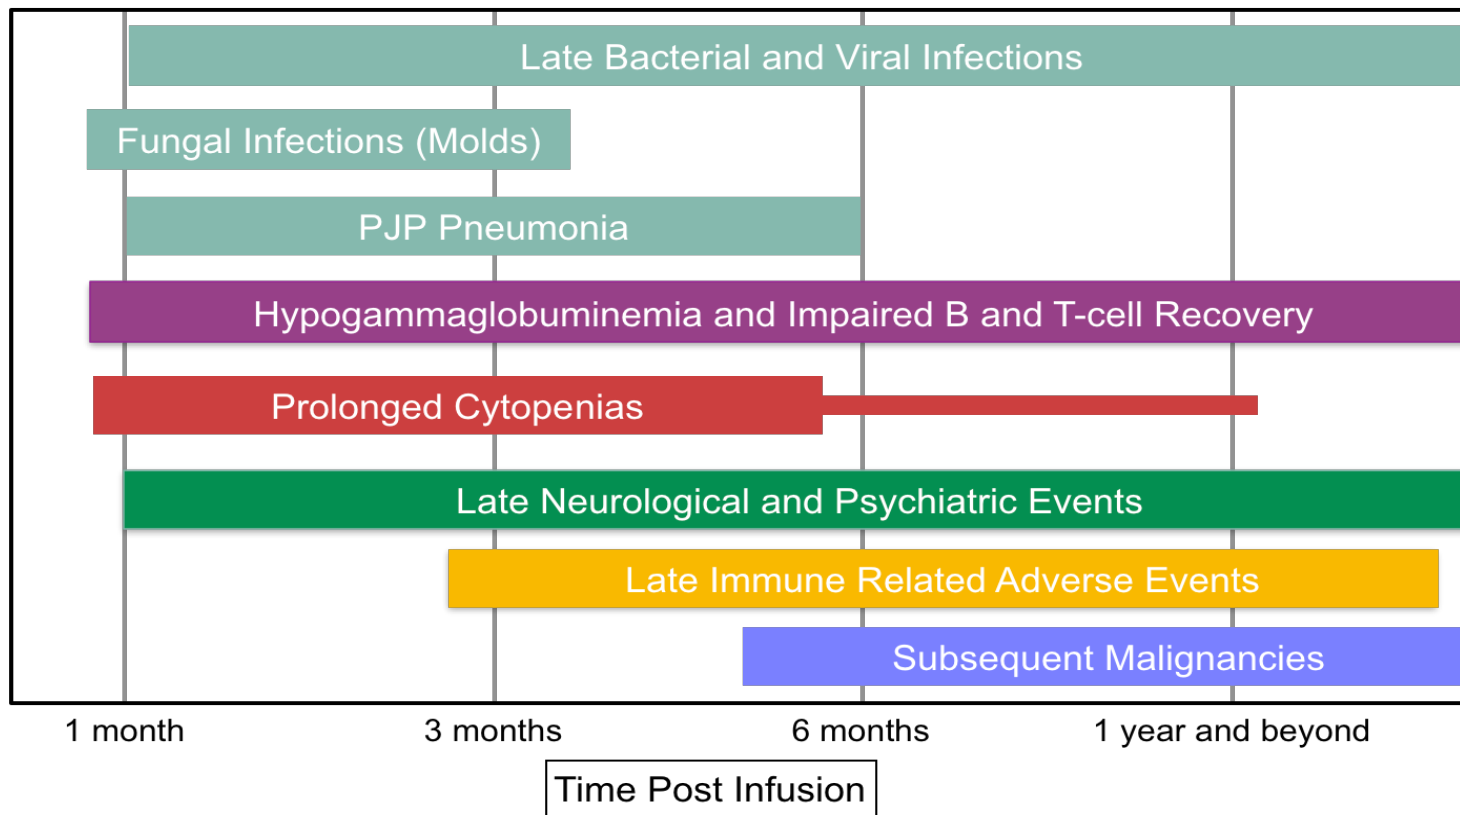 Late Bacterial and Viral Infections
Fungal Infections (Molds)
PJP Pneumonia
Hypogammaglobuminemia and Impaired B and T-cell Recovery
Prolonged Cytopenias
Late Neurological and Psychiatric Events
Late Immune Related Adverse Events
Subsequent Malignancies
1 month
3 months
6 months
1 year and beyond
Time Post Infusion